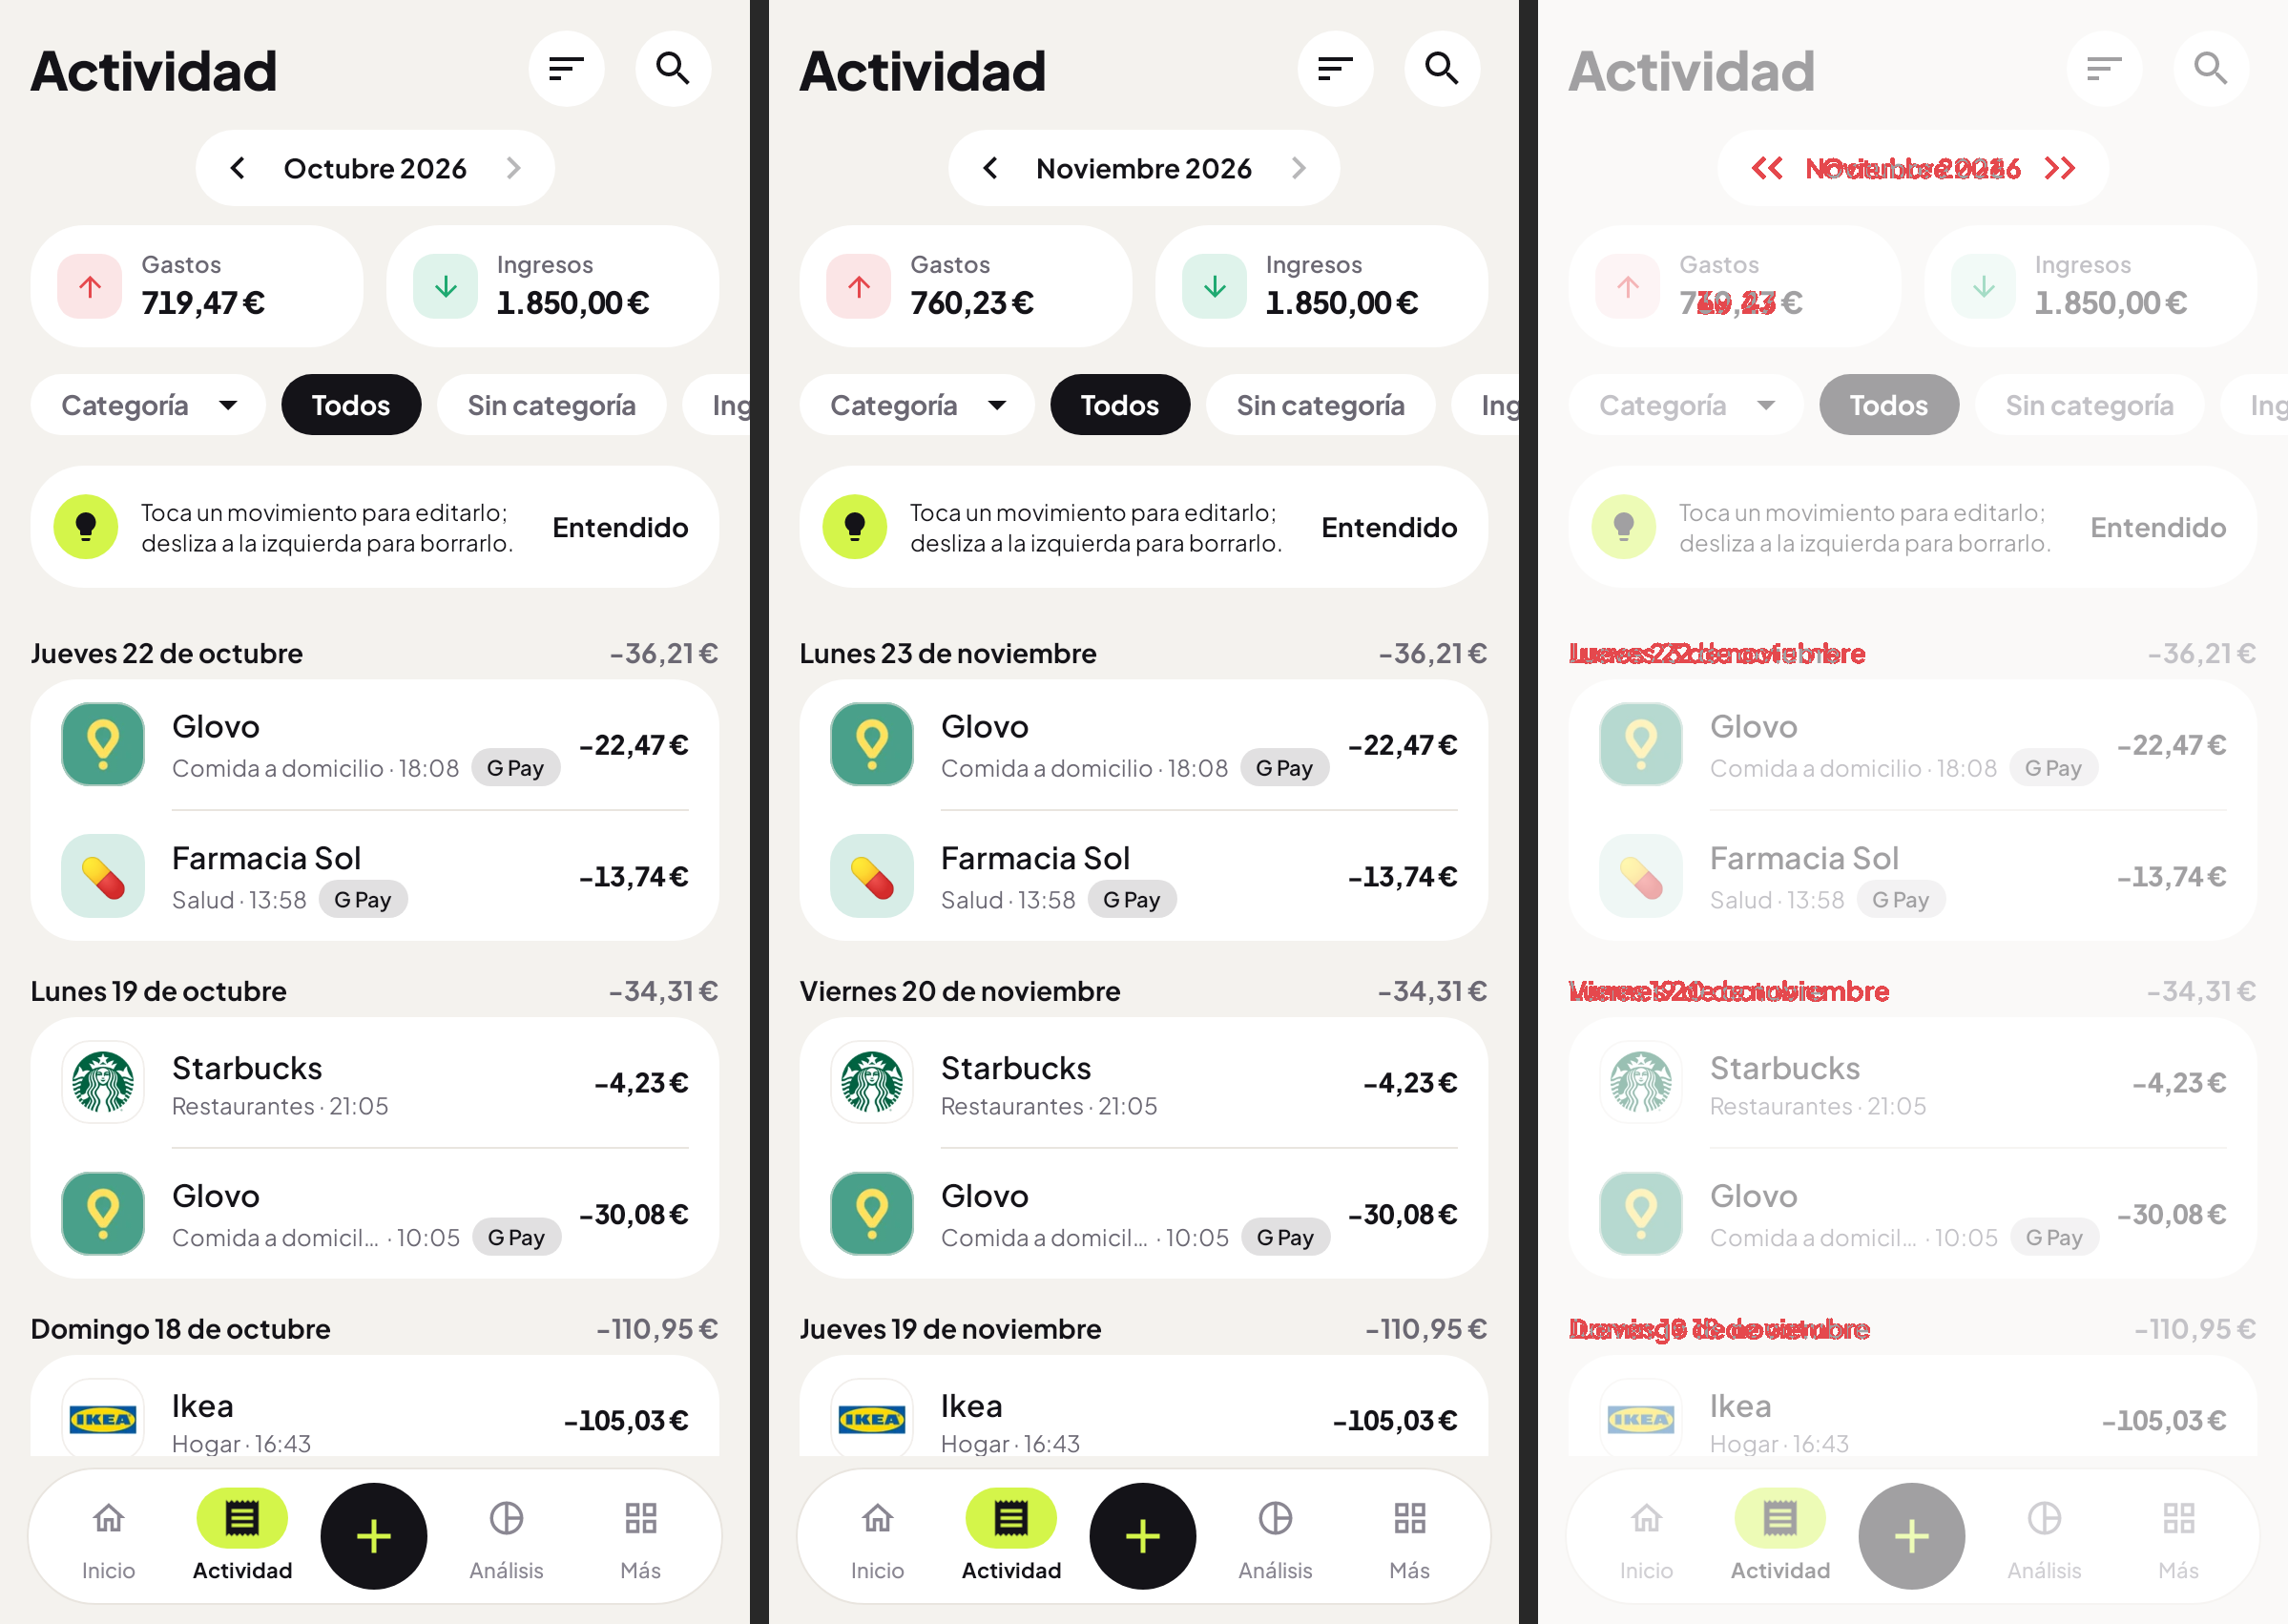 Actividad
Octubre 2026
Gastos
719,47 €
Ingresos
1.850,00 €
Categoría
Todos
Sin categoría
Ing
Toca un movimiento para editarlo;
desliza a la izquierda para borrarlo.
Entendido
Jueves 22 de octubre
-36,21 €
Glovo
Comida a domicilio · 18:08
G Pay
-22,47 €
Farmacia Sol
Salud · 13:58
G Pay
-13,74 €
Lunes 19 de octubre
-34,31 €
Starbucks
Restaurantes · 21:05
-4,23 €
Glovo
Comida a domicil... · 10:05
G Pay
-30,08 €
Domingo 18 de octubre
-110,95 €
IKEA
Ikea
Hogar · 16:43
-105,03 €
Inicio
Actividad
Análisis
Más
Actividad
Noviembre 2026
Gastos
760,23 €
Ingresos
1.850,00 €
Categoría
Todos
Sin categoría
Ing
Toca un movimiento para editarlo;
desliza a la izquierda para borrarlo.
Entendido
Lunes 23 de noviembre
-36,21 €
Glovo
Comida a domicilio · 18:08
G Pay
-22,47 €
Farmacia Sol
Salud · 13:58
G Pay
-13,74 €
Viernes 20 de noviembre
-34,31 €
Starbucks
Restaurantes · 21:05
-4,23 €
Glovo
Comida a domicil... · 10:05
G Pay
-30,08 €
Jueves 19 de noviembre
-110,95 €
IKEA
Ikea
Hogar · 16:43
-105,03 €
Inicio
Actividad
Análisis
Más
Actividad
Gastos
Ingresos
1.850,00 €
Categoría
Todos
Sin categoría
Ing
Toca un movimiento para editarlo;
desliza a la izquierda para borrarlo.
Entendido
-36,21 €
Glovo
Comida a domicilio · 18:08
G Pay
-22,47 €
Farmacia Sol
Salud · 13:58
G Pay
-13,74 €
-34,31 €
Starbucks
Restaurantes · 21:05
-4,23 €
Glovo
Comida a domicil... · 10:05
G Pay
-30,08 €
-110,95 €
IKEA
Ikea
Hogar · 16:43
-105,03 €
Inicio
Actividad
Análisis
Más